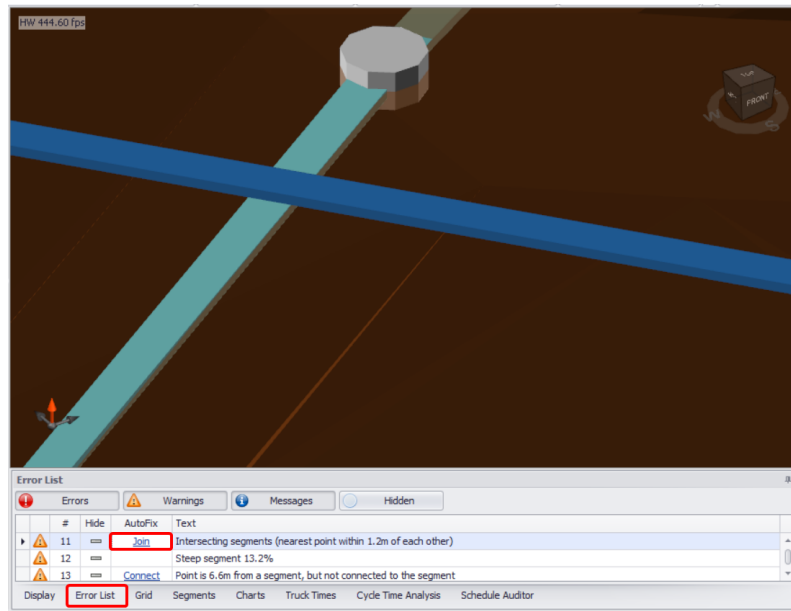 HW 444.60 fps
TOP
FRONT
W
S
Error List
Errors Warnings Messages Hidden
# Hide AutoFix Text
11 Join Intersecting segments (nearest point within 1.2m of each other)
12 Steep segment 13.2%
13 Connect Point is 6.6m from a segment, but not connected to the segment
Display Error List Grid Segments Charts Truck Times Cycle Time Analysis Schedule Auditor